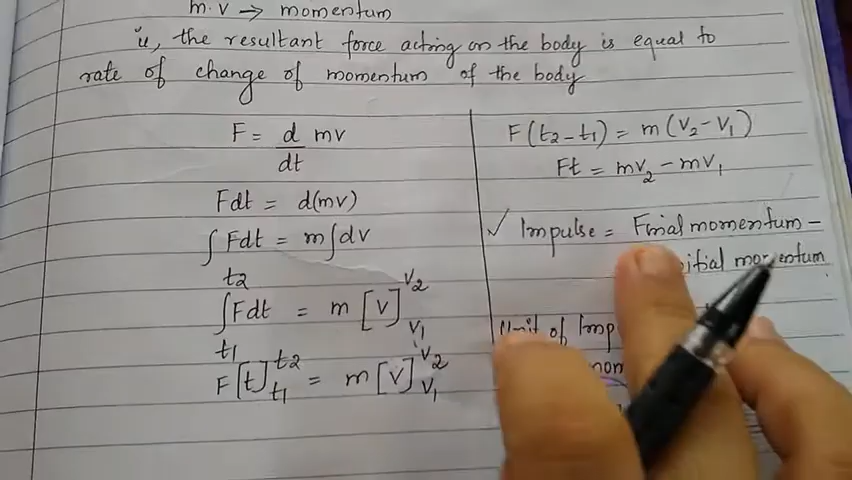 m.v → momentum
ie, the resultant force acting on the body is equal to
rate of change of momentum of the body
F = d/dt mv
Fdt = d(mv)
∫ Fdt = m∫dv
∫_{t1}^{t2} Fdt = m [v]_{v1}^{v2}
F[t]_{t1}^{t2} = m[v]_{v1}^{v2}
F(t2-t1) = m(v2-v1)
Ft = mv2 - mv1
✓ Impulse = Final momentum -
momentum
Unit of